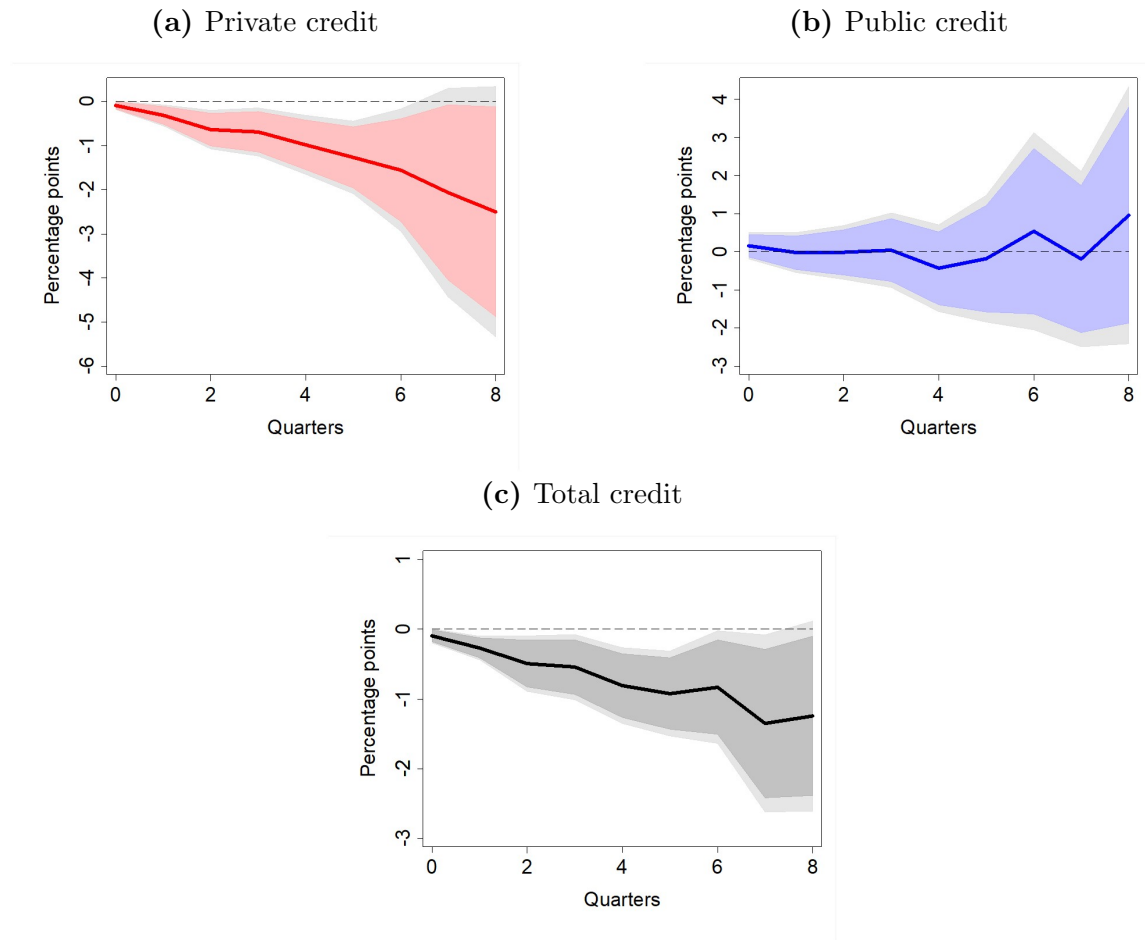 (a) Private credit
(b) Public credit
Percentage points
0
-1
-2
-3
-4
-5
-6
0 2 4 6 8
Quarters
Percentage points
4
3
2
1
0
-1
-2
-3
0 2 4 6 8
Quarters
(c) Total credit
Percentage points
1
0
-1
-2
-3
0 2 4 6 8
Quarters